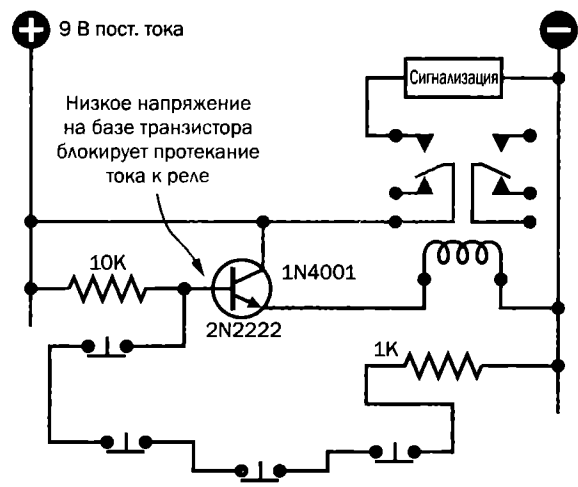 9 В пост. тока
Сигнализация
Низкое напряжение
на базе транзистора
блокирует протекание
тока к реле
10K
1N4001
2N2222
1K